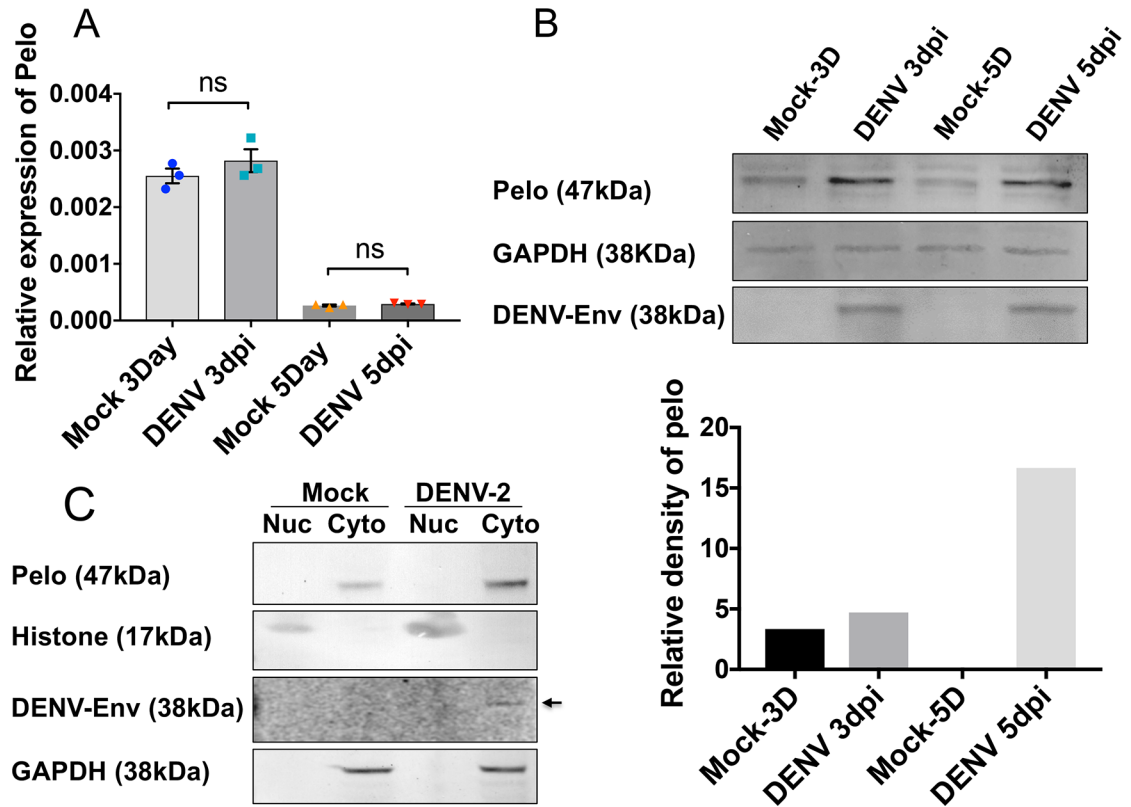 A
Relative expression of Pelo
0.004
0.003
0.002
0.001
0.000
ns
ns
Mock 3Day
DENV 3dpi
Mock 5Day
DENV 5dpi
B
Mock-3D
DENV 3dpi
Mock-5D
DENV 5dpi
Pelo (47kDa)
GAPDH (38KDa)
DENV-Env (38kDa)
Relative density of pelo
20
15
10
5
0
Mock-3D
DENV 3dpi
Mock-5D
DENV 5dpi
C
Mock DENV-2
Nuc Cyto Nuc Cyto
Pelo (47kDa)
Histone (17kDa)
DENV-Env (38kDa)
GAPDH (38kDa)